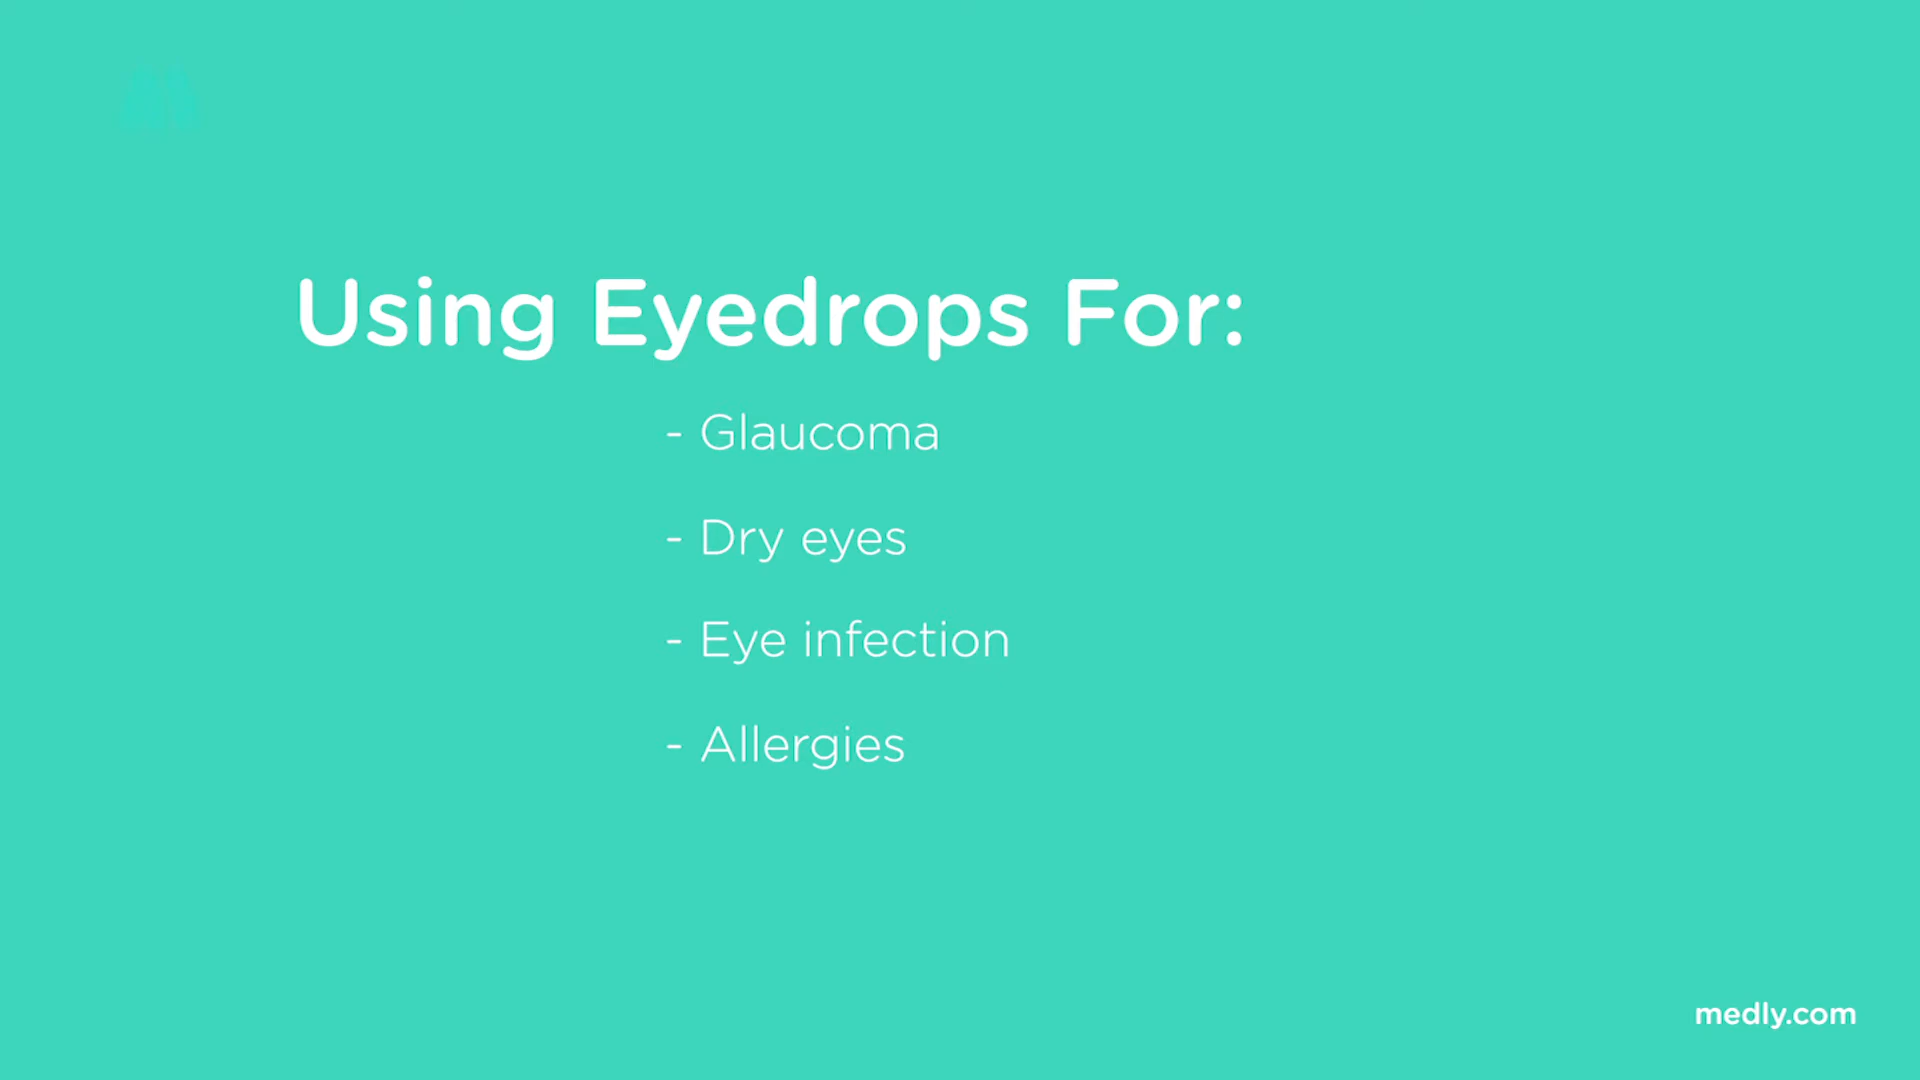 Using Eyedrops For:
- Glaucoma
- Dry eyes
- Eye infection
- Allergies
medly.com